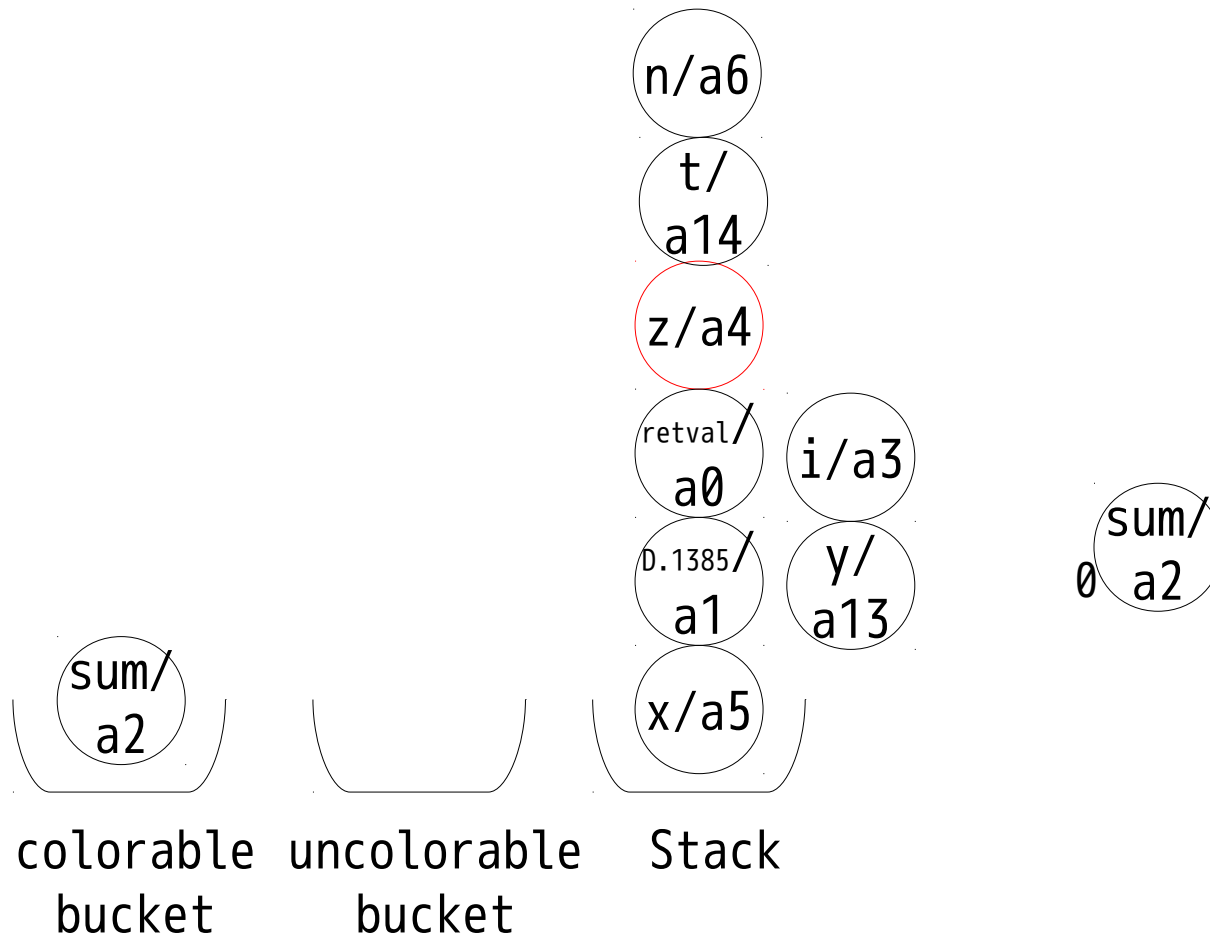 n/a6
t/
a14
z/a4
retval/
a0
i/a3
D.1385/
a1
y/
a13
sum/
0 a2
sum/
a2
x/a5
colorable
bucket
uncolorable
bucket
Stack